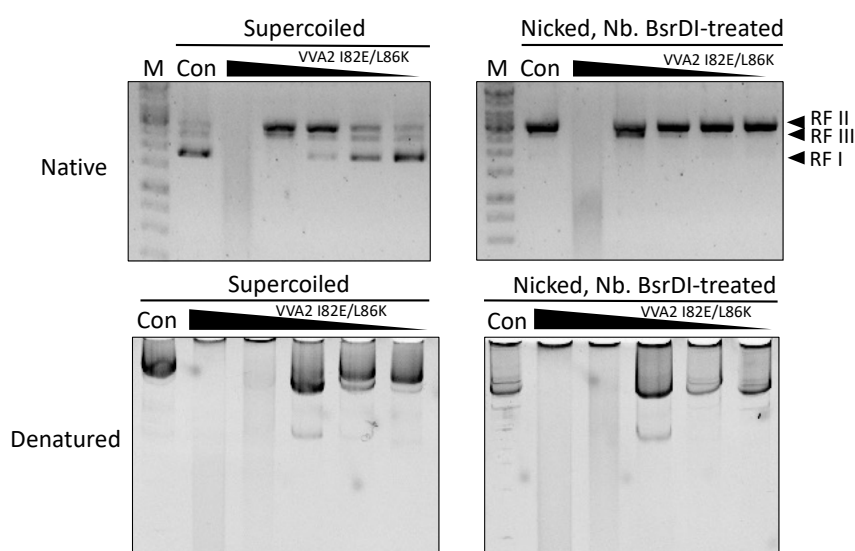 Supercoiled
Nicked, Nb. BsrDI-treated
M Con VVA2 I82E/L86K
M Con VVA2 I82E/L86K
Native
RF II
RF III
RF I
Supercoiled
Nicked, Nb. BsrDI-treated
Con VVA2 I82E/L86K
Con VVA2 I82E/L86K
Denatured